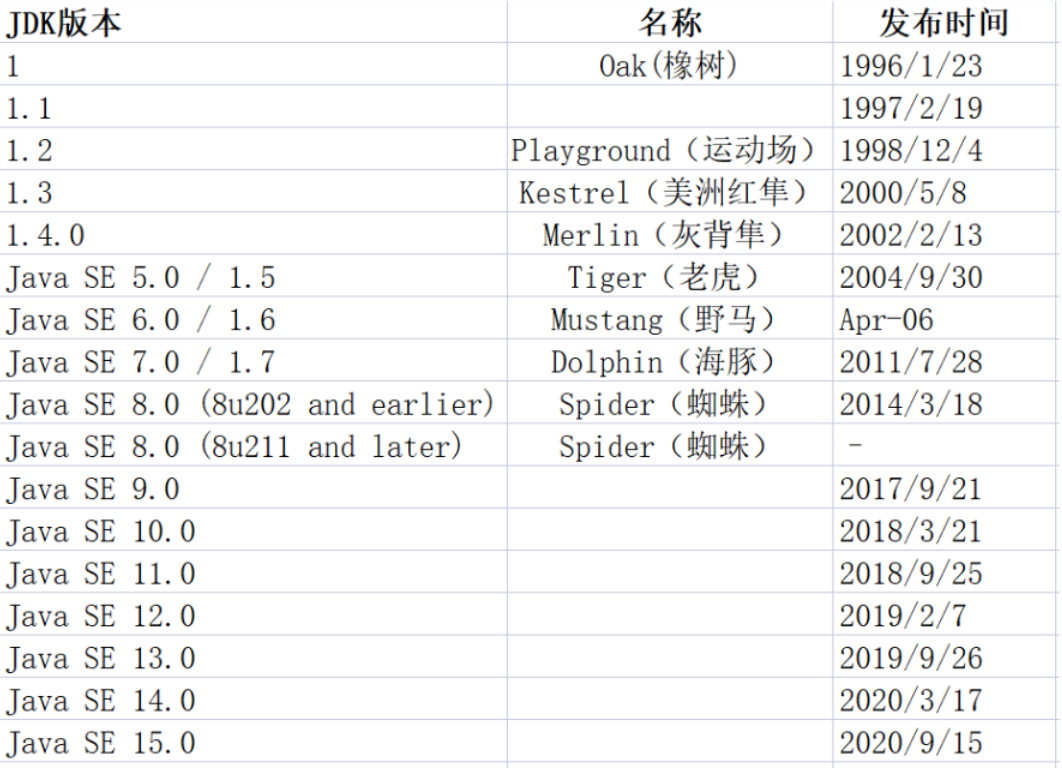 JDK版本 名称 发布时间
1 Oak(橡树) 1996/1/23
1.1 1997/2/19
1.2 Playground（运动场） 1998/12/4
1.3 Kestrel（美洲红隼） 2000/5/8
1.4.0 Merlin（灰背隼） 2002/2/13
Java SE 5.0 / 1.5 Tiger（老虎） 2004/9/30
Java SE 6.0 / 1.6 Mustang（野马） Apr-06
Java SE 7.0 / 1.7 Dolphin（海豚） 2011/7/28
Java SE 8.0 (8u202 and earlier) Spider（蜘蛛） 2014/3/18
Java SE 8.0 (8u211 and later) Spider（蜘蛛） -
Java SE 9.0 2017/9/21
Java SE 10.0 2018/3/21
Java SE 11.0 2018/9/25
Java SE 12.0 2019/2/7
Java SE 13.0 2019/9/26
Java SE 14.0 2020/3/17
Java SE 15.0 2020/9/15